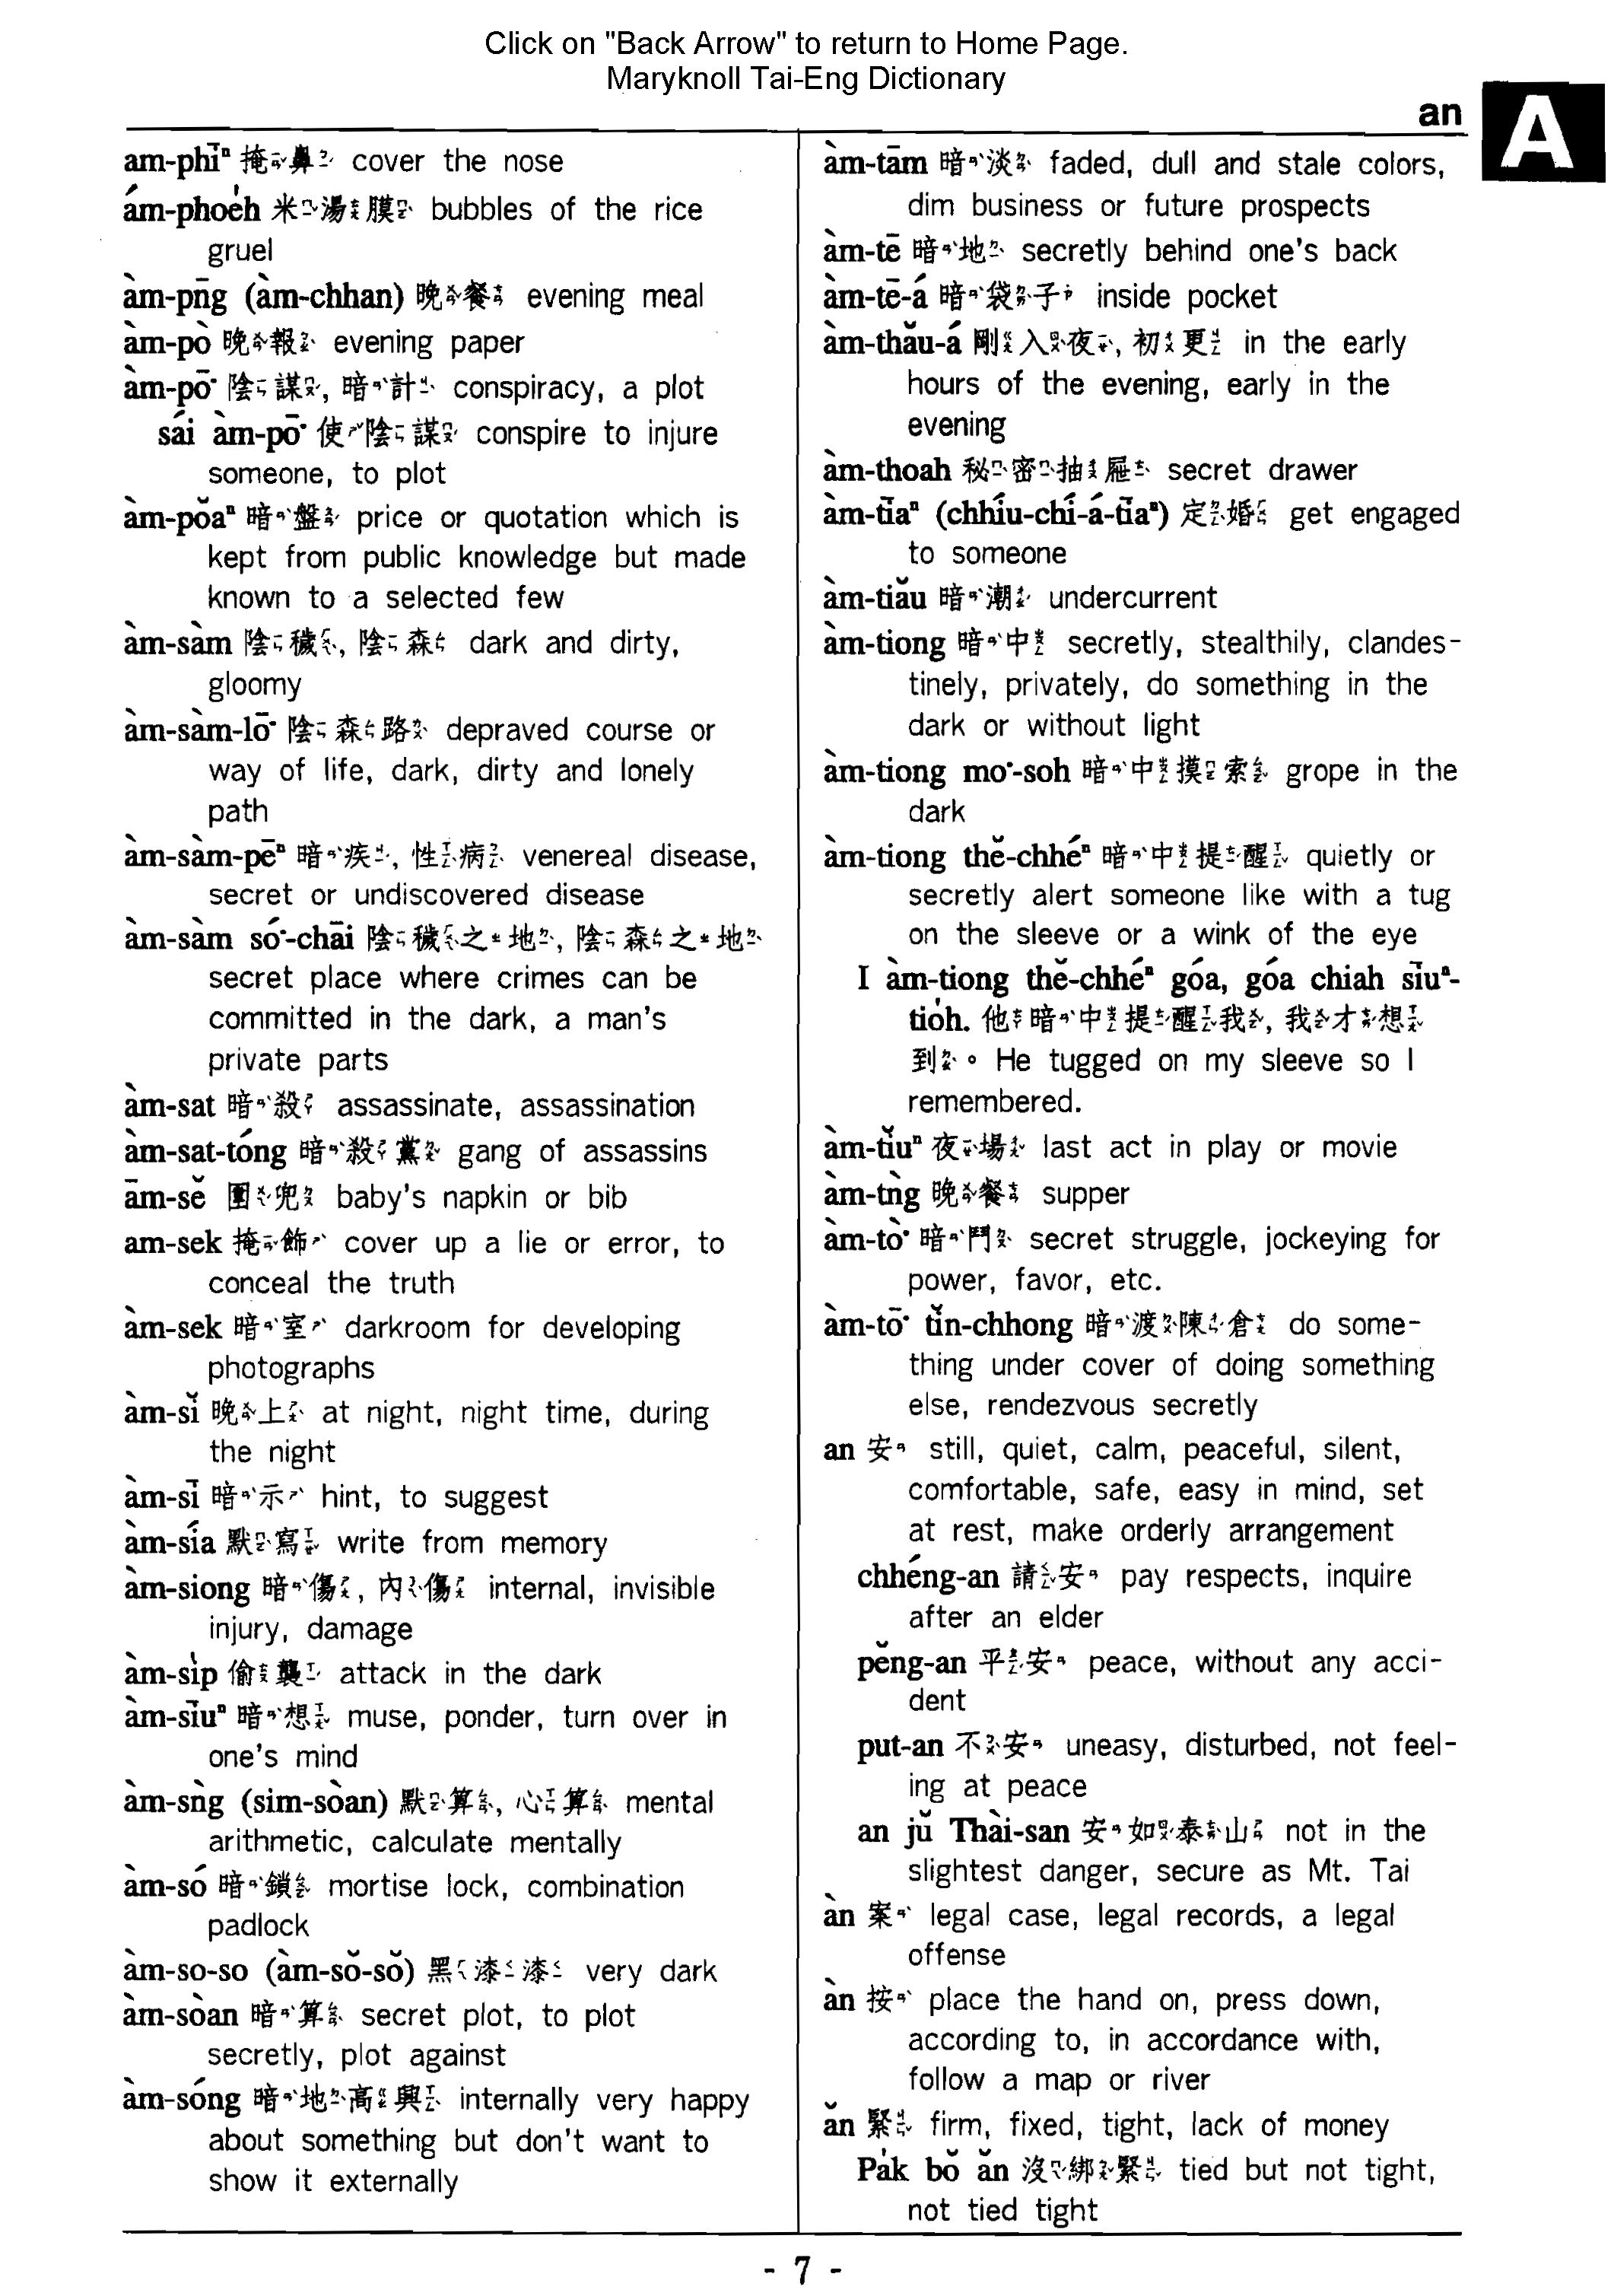 Click on "Back Arrow" to return to Home Page.
Maryknoll Tai-Eng Dictionary
an
A
am-phīⁿ 掩鼻 cover the nose
ám-phoe̍h 米湯膜 bubbles of the rice
gruel
àm-pn̄g (àm-chhan) 晚餐 evening meal
àm-pò 晚報 evening paper
àm-pō͘ 陰謀, 暗計 conspiracy, a plot
sái àm-pō͘ 使陰謀 conspire to injure
someone, to plot
àm-pŏaⁿ 暗盤 price or quotation which is
kept from public knowledge but made
known to a selected few
àm-sàm 陰穢, 陰森 dark and dirty,
gloomy
àm-sàm-lō͘ 陰森路 depraved course or
way of life, dark, dirty and lonely
path
àm-sàm-pēⁿ 暗疾, 性病 venereal disease,
secret or undiscovered disease
àm-sàm só͘-chāi 陰穢之地, 陰森之地
secret place where crimes can be
committed in the dark, a man's
private parts
àm-sat 暗殺 assassinate, assassination
àm-sat-tóng 暗殺黨 gang of assassins
ām-sĕ 圍兜 baby's napkin or bib
am-sek 掩飾 cover up a lie or error, to
conceal the truth
àm-sek 暗室 darkroom for developing
photographs
àm-sĭ 晚上 at night, night time, during
the night
àm-sī 暗示 hint, to suggest
àm-sía 默寫 write from memory
àm-siong 暗傷, 內傷 internal, invisible
injury, damage
àm-si̍p 偷襲 attack in the dark
àm-sīuⁿ 暗想 muse, ponder, turn over in
one's mind
àm-sǹg (sim-sòan) 默算, 心算 mental
arithmetic, calculate mentally
àm-só 暗鎖 mortise lock, combination
padlock
àm-so-so (àm-sŏ-sŏ) 黑漆漆 very dark
àm-sòan 暗算 secret plot, to plot
secretly, plot against
àm-sóng 暗地高興 internally very happy
about something but don't want to
show it externally
àm-tām 暗淡 faded, dull and stale colors,
dim business or future prospects
àm-tē 暗地 secretly behind one's back
àm-tē-á 暗袋子 inside pocket
àm-thău-á 剛入夜, 初更 in the early
hours of the evening, early in the
evening
àm-thoah 秘密抽屜 secret drawer
àm-tīaⁿ (chhíu-chí-á-tīaⁿ) 定婚 get engaged
to someone
àm-tiău 暗潮 undercurrent
àm-tiong 暗中 secretly, stealthily, clandes-
tinely, privately, do something in the
dark or without light
àm-tiong mo͘-soh 暗中摸索 grope in the
dark
àm-tiong thĕ-chhéⁿ 暗中提醒 quietly or
secretly alert someone like with a tug
on the sleeve or a wink of the eye
I àm-tiong thĕ-chhéⁿ góa, góa chiah sīuⁿ-
tio̍h. 他暗中提醒我, 我才想
到。 He tugged on my sleeve so I
remembered.
àm-tĭuⁿ 夜場 last act in play or movie
àm-tǹg 晚餐 supper
àm-tò͘ 暗鬥 secret struggle, jockeying for
power, favor, etc.
àm-tō͘ tĭn-chhong 暗渡陳倉 do some-
thing under cover of doing something
else, rendezvous secretly
an 安 still, quiet, calm, peaceful, silent,
comfortable, safe, easy in mind, set
at rest, make orderly arrangement
chhéng-an 請安 pay respects, inquire
after an elder
pĕng-an 平安 peace, without any acci-
dent
put-an 不安 uneasy, disturbed, not feel-
ing at peace
an jŭ Thài-san 安如泰山 not in the
slightest danger, secure as Mt. Tai
àn 案 legal case, legal records, a legal
offense
àn 按 place the hand on, press down,
according to, in accordance with,
follow a map or river
ăn 緊 firm, fixed, tight, lack of money
Pa̍k bŏ ăn 沒綁緊 tied but not tight,
not tied tight
- 7 -